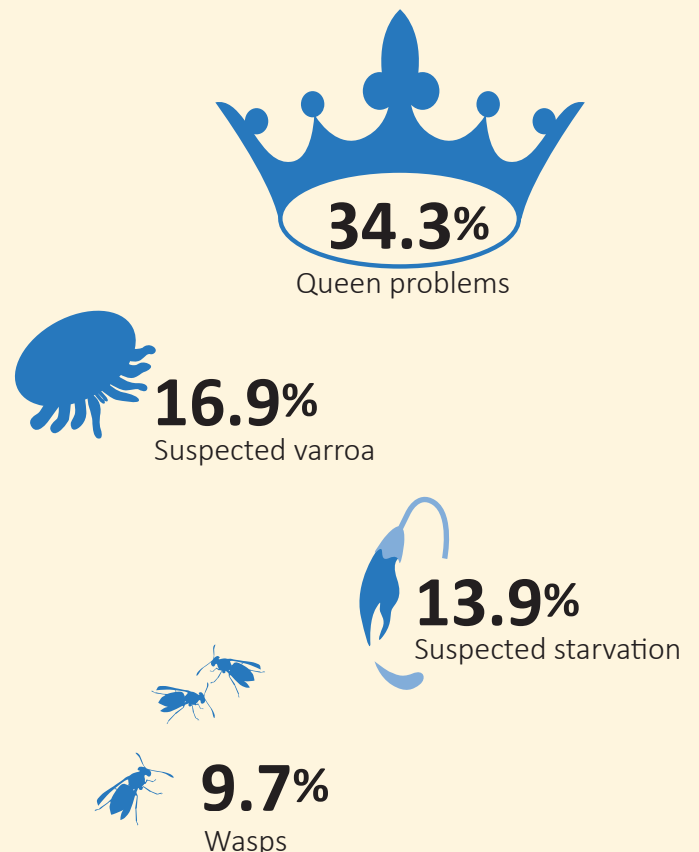 34.3%
Queen problems
16.9%
Suspected varroa
13.9%
Suspected starvation
9.7%
Wasps